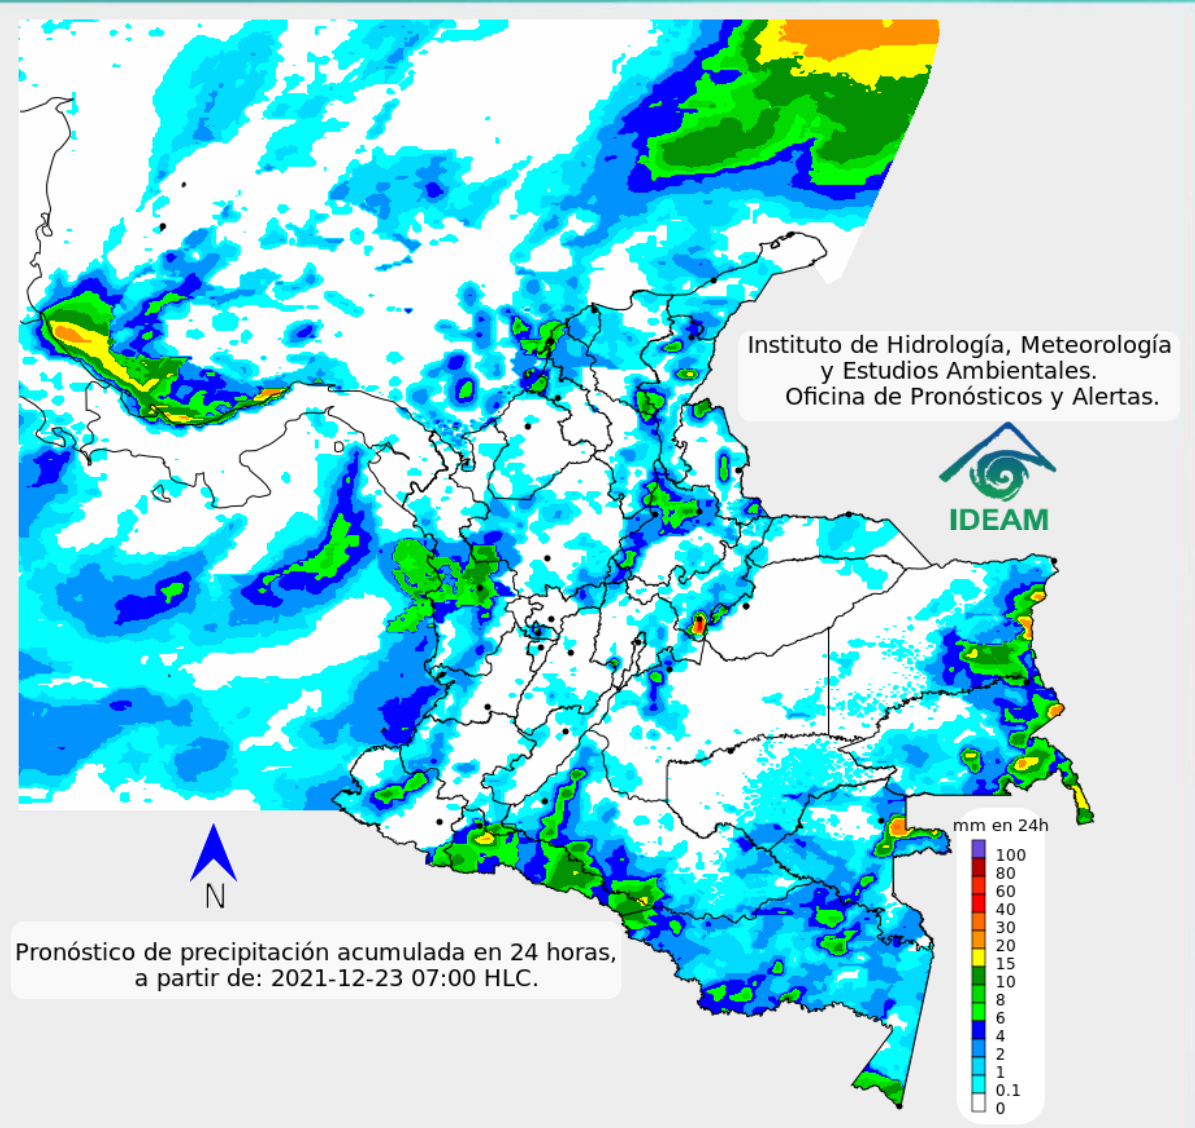 Instituto de Hidrología, Meteorología
y Estudios Ambientales.
Oficina de Pronósticos y Alertas.
IDEAM
mm en 24h
100
80
60
40
30
20
15
10
8
6
4
2
1
0.1
0
N
Pronóstico de precipitación acumulada en 24 horas,
a partir de: 2021-12-23 07:00 HLC.